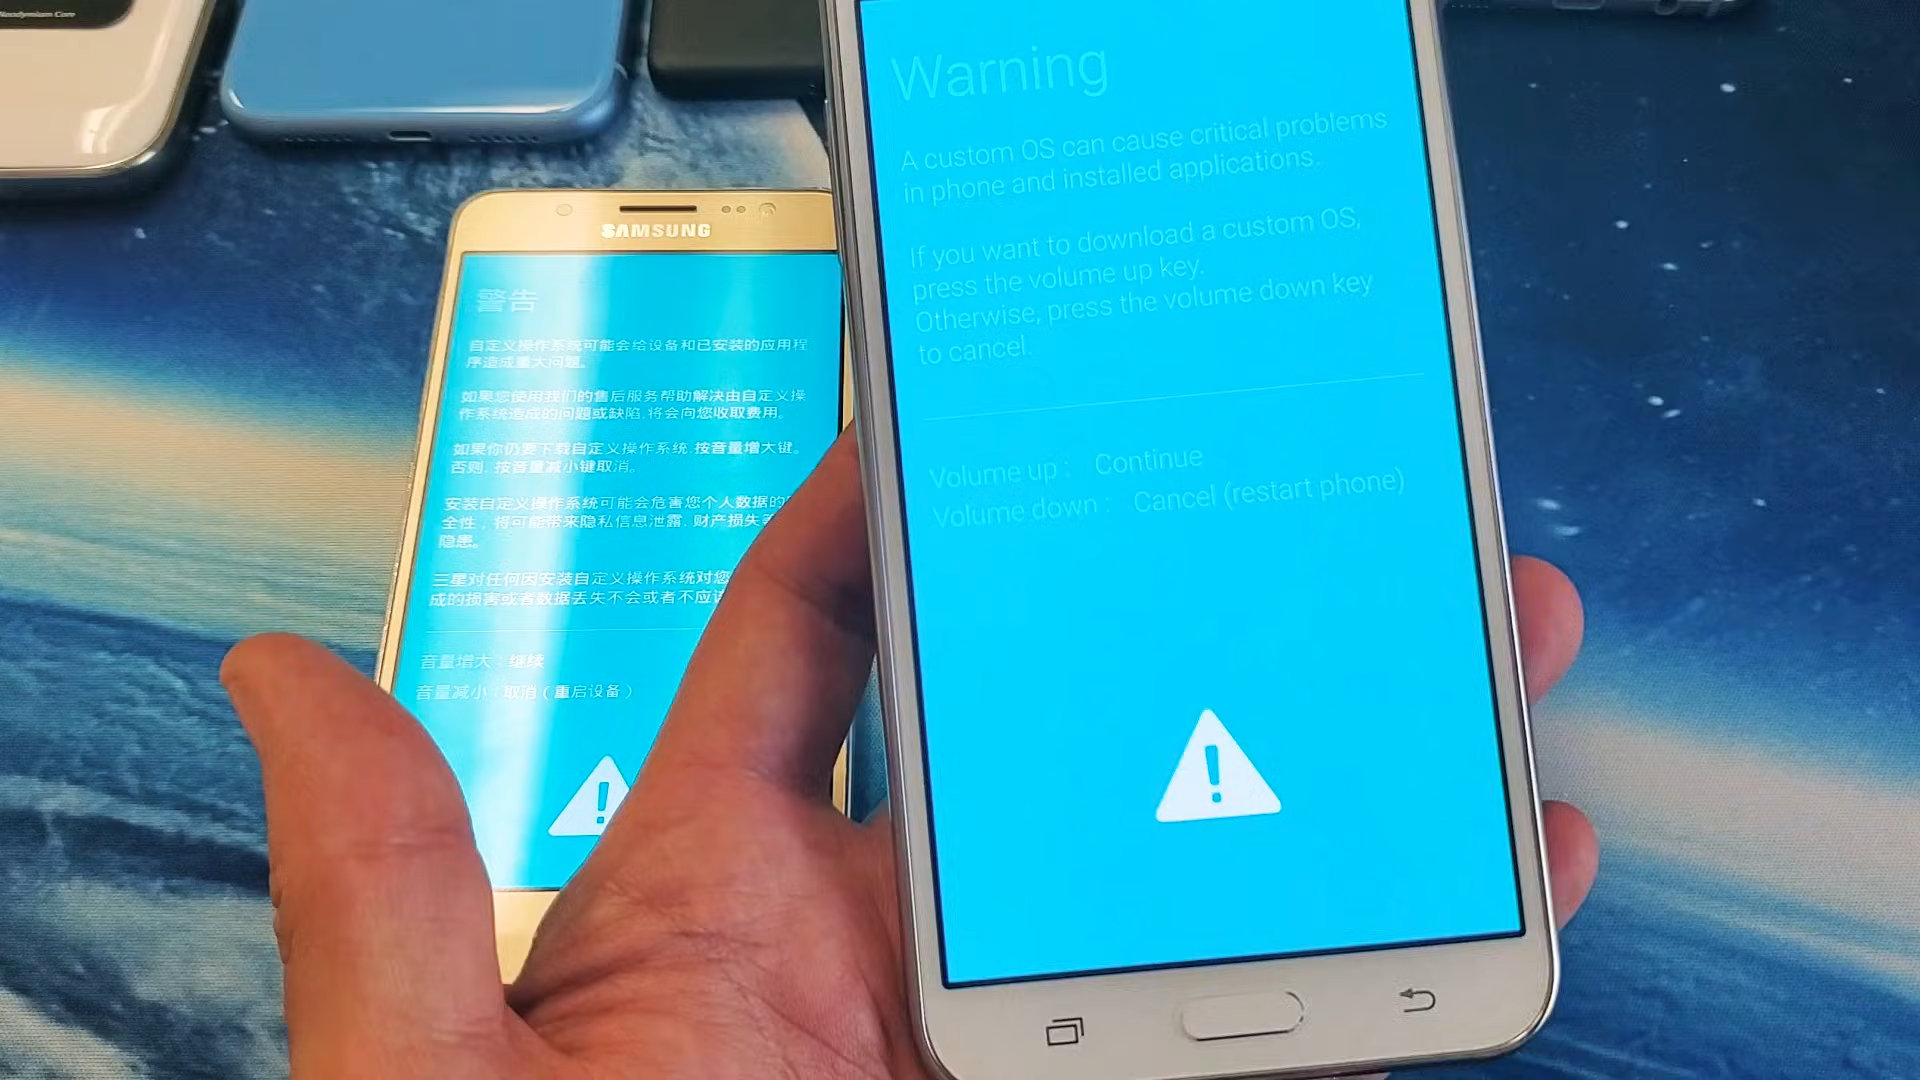 Neodymium Core
SAMSUNG
警告
自定义操作系统可能会给设备和已安装的应用程
序造成重大问题。
如果您使用我们的售后服务帮助解决由自定义操
作系统造成的问题或缺陷,将会向您收取费用。
如果你仍要下载自定义操作系统,按音量增大键。
否则,按音量减小键取消。
安装自定义操作系统可能会危害您个人数据的
全性，将可能带来隐私信息泄露,财产损失
隐患。
三星对任何因安装自定义操作系统对您
成的损害或者数据丢失不会或者不应
音量增大：继续
音量减小：取消（重启设备）
Warning
A custom OS can cause critical problems
in phone and installed applications.
If you want to download a custom OS,
press the volume up key.
Otherwise, press the volume down key
to cancel.
Volume up : Continue
Volume down : Cancel (restart phone)